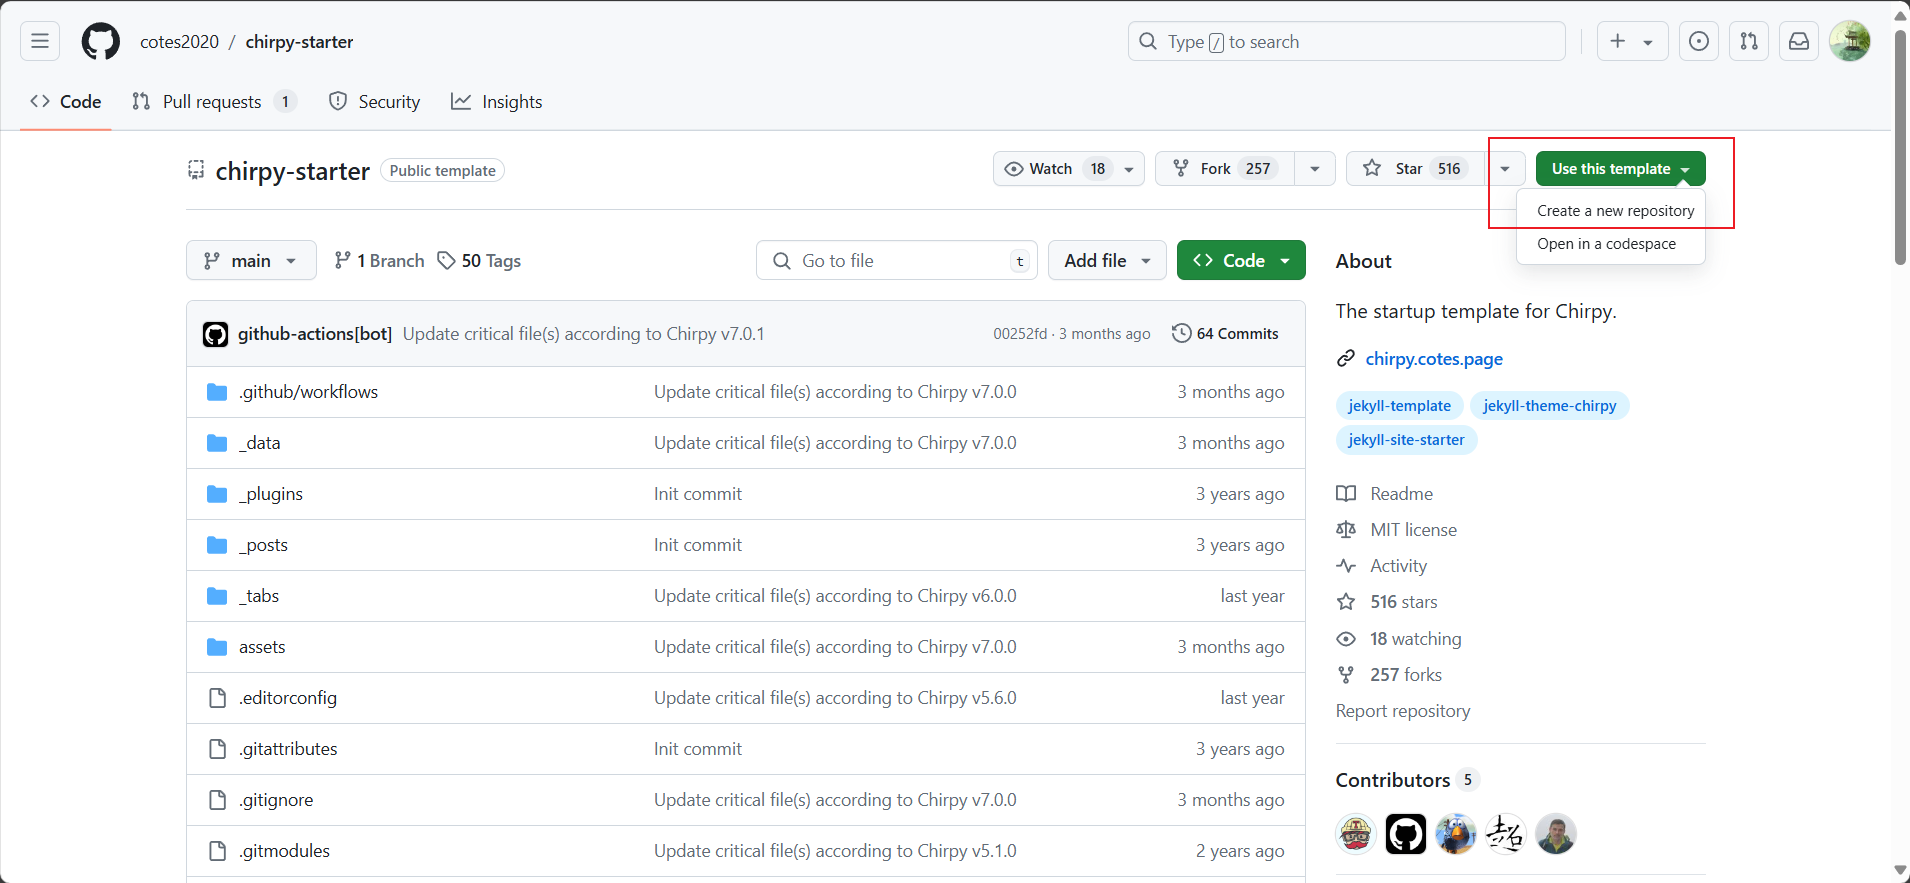 cotes2020 / chirpy-starter
Type / to search
Code
Pull requests 1
Security
Insights
chirpy-starter Public template
Watch 18
Fork 257
Star 516
Use this template
Create a new repository
Open in a codespace
main
1 Branch
50 Tags
Go to file t
Add file
Code
github-actions[bot] Update critical file(s) according to Chirpy v7.0.1 00252fd · 3 months ago 64 Commits
.github/workflows Update critical file(s) according to Chirpy v7.0.0 3 months ago
_data Update critical file(s) according to Chirpy v7.0.0 3 months ago
_plugins Init commit 3 years ago
_posts Init commit 3 years ago
_tabs Update critical file(s) according to Chirpy v6.0.0 last year
assets Update critical file(s) according to Chirpy v7.0.0 3 months ago
.editorconfig Update critical file(s) according to Chirpy v5.6.0 last year
.gitattributes Init commit 3 years ago
.gitignore Update critical file(s) according to Chirpy v7.0.0 3 months ago
.gitmodules Update critical file(s) according to Chirpy v5.1.0 2 years ago
About
The startup template for Chirpy.
chirpy.cotes.page
jekyll-template jekyll-theme-chirpy
jekyll-site-starter
Readme
MIT license
Activity
516 stars
18 watching
257 forks
Report repository
Contributors 5